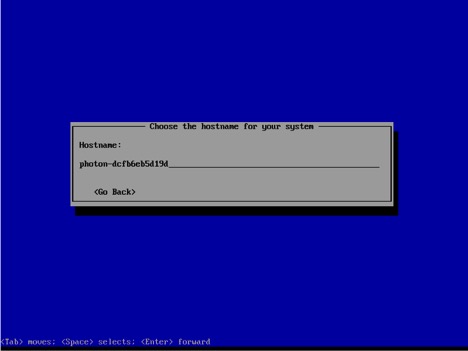 Choose the hostname for your system
Hostname:
photon-dcfb6eb5d19d
<Go Back>
<Tab> moves; <Space> selects; <Enter> forward